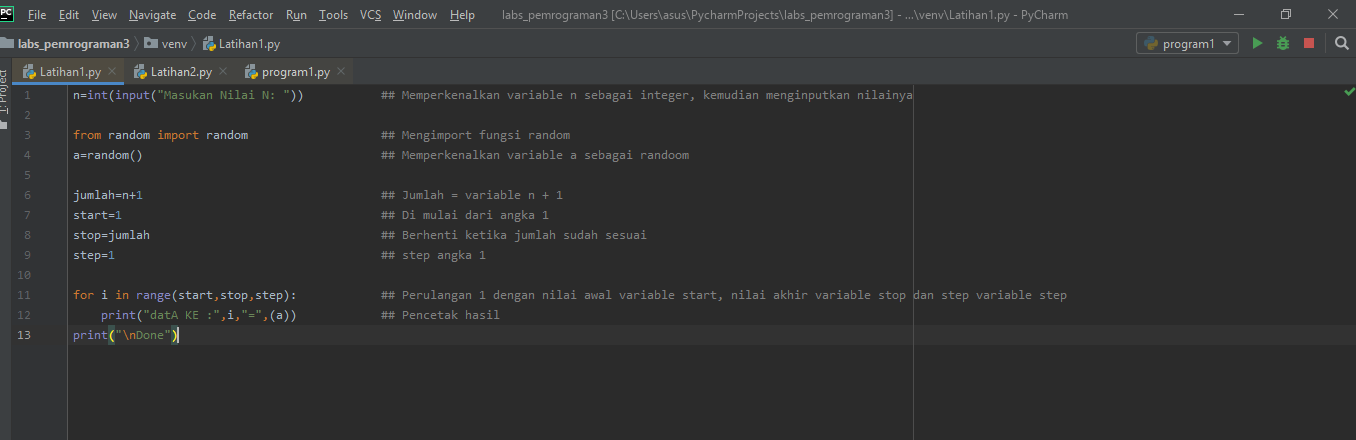 PC File Edit View Navigate Code Refactor Run Tools VCS Window Help labs_pemrograman3 [C:\Users\asus\PycharmProjects\labs_pemrograman3] - ...\venv\Latihan1.py - PyCharm
labs_pemrograman3 venv Latihan1.py program1
Latihan1.py Latihan2.py program1.py
1: Project
1 n=int(input("Masukan Nilai N: ")) ## Memperkenalkan variable n sebagai integer, kemudian menginputkan nilainya
2
3 from random import random ## Mengimport fungsi random
4 a=random() ## Memperkenalkan variable a sebagai randoom
5
6 jumlah=n+1 ## Jumlah = variable n + 1
7 start=1 ## Di mulai dari angka 1
8 stop=jumlah ## Berhenti ketika jumlah sudah sesuai
9 step=1 ## step angka 1
10
11 for i in range(start,stop,step): ## Perulangan 1 dengan nilai awal variable start, nilai akhir variable stop dan step variable step
12 print("datA KE :",i,"=",(a)) ## Pencetak hasil
13 print("\nDone")